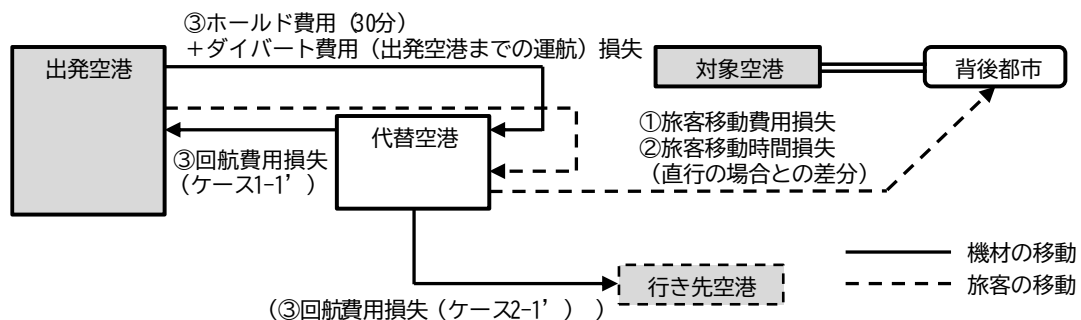 ③ホールド費用（30分）
＋ダイバート費用（出発空港までの運航）損失
出発空港
対象空港
背後都市
代替空港
①旅客移動費用損失
②旅客移動時間損失
（直行の場合との差分）
③回航費用損失
（ケース1-1’）
機材の移動
旅客の移動
行き先空港
（③回航費用損失（ケース2-1’））